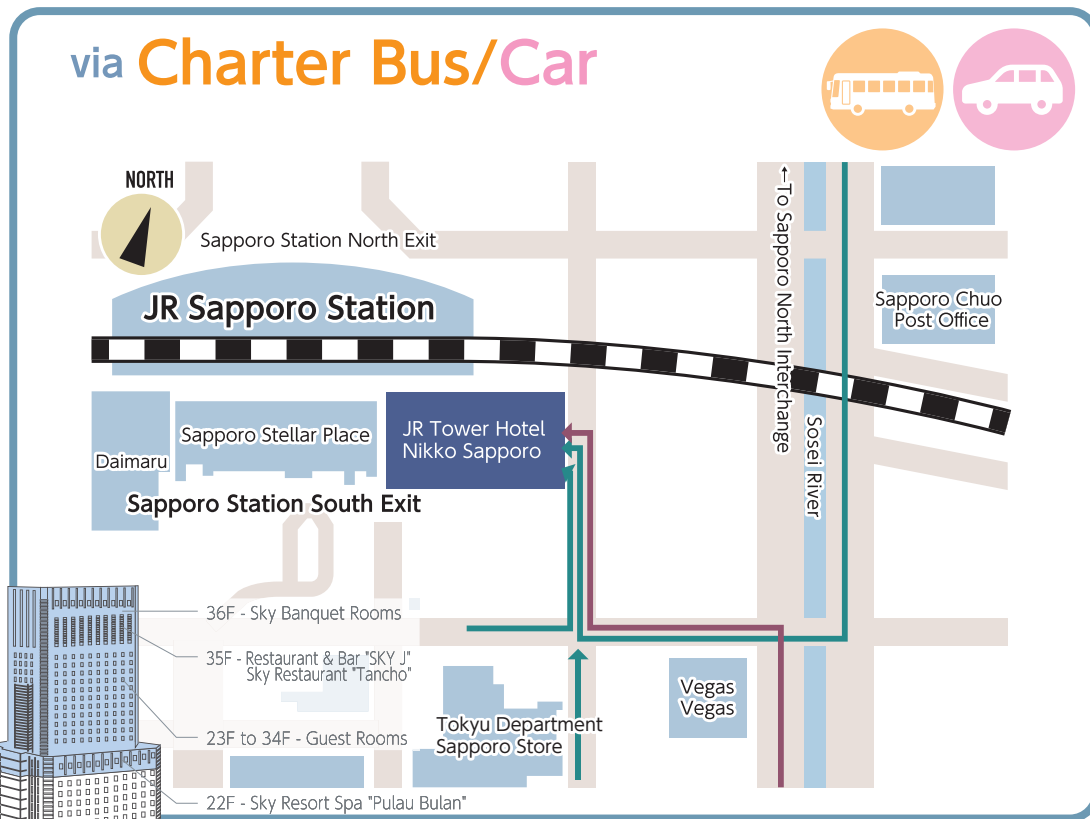 via Charter Bus/Car
NORTH
Sapporo Station North Exit
JR Sapporo Station
←To Sapporo North Interchange
Sapporo Chuo
Post Office
Sosei River
JR Tower Hotel
Nikko Sapporo
Sapporo Stellar Place
Daimaru
Sapporo Station South Exit
36F - Sky Banquet Rooms
35F - Restaurant & Bar "SKY J"
Sky Restaurant "Tancho"
23F to 34F - Guest Rooms
22F - Sky Resort Spa "Pulau Bulan"
Tokyu Department
Sapporo Store
Vegas
Vegas